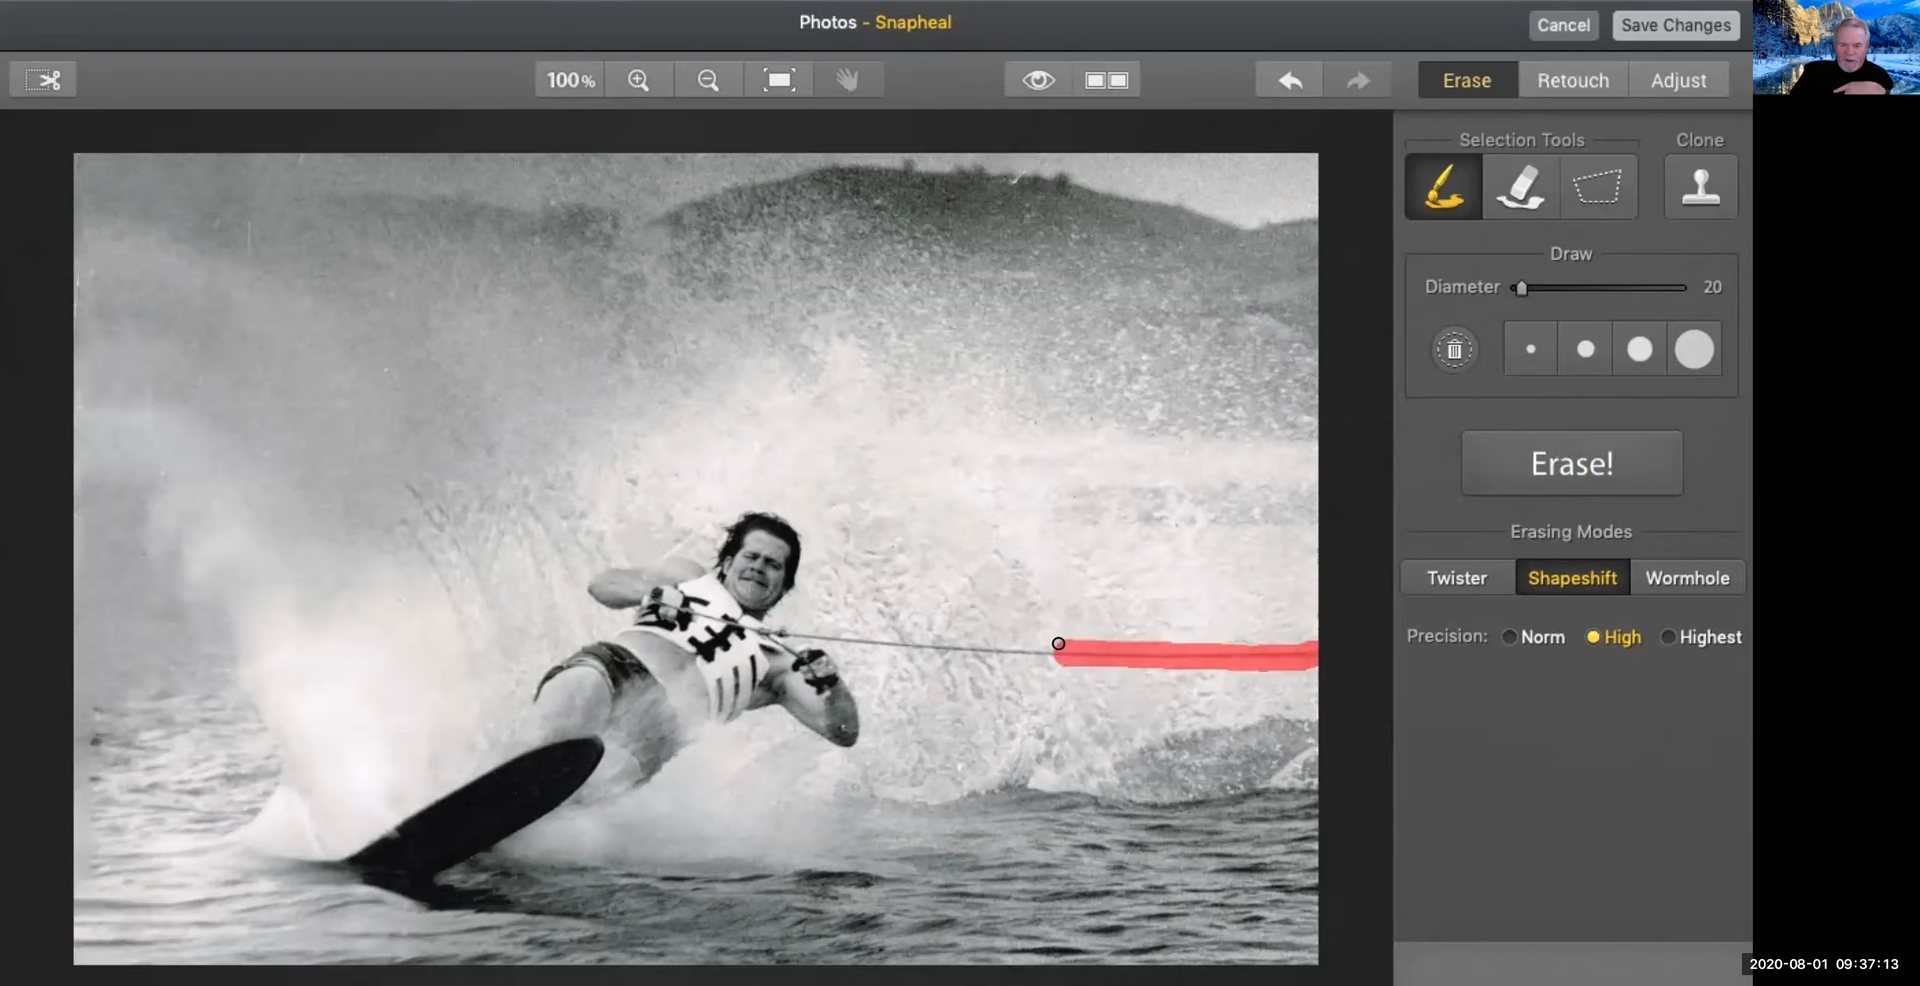 Photos - Snapheal
Cancel
Save Changes
100%
Erase
Retouch
Adjust
Selection Tools
Clone
Draw
Diameter
20
Erase!
Erasing Modes
Twister
Shapeshift
Wormhole
Precision:
Norm
High
Highest
2020-08-01 09:37:13